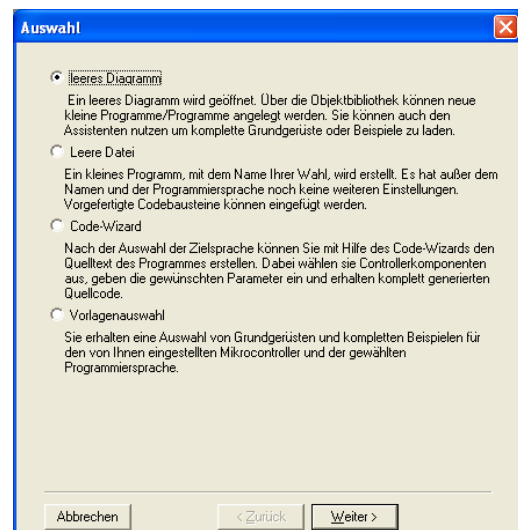 Auswahl
leeres Diagramm
Ein leeres Diagramm wird geöffnet. Über die Objektbibliothek können neue
kleine Programme/Programme angelegt werden. Sie können auch den
Assistenten nutzen um komplette Grundgerüste oder Beispiele zu laden.
Leere Datei
Ein kleines Programm, mit dem Name Ihrer Wahl, wird erstellt. Es hat außer dem
Namen und der Programmiersprache noch keine weiteren Einstellungen.
Vorgefertigte Codebausteine können eingefügt werden.
Code-Wizard
Nach der Auswahl der Zielsprache können Sie mit Hilfe des Code-Wizards den
Quelltext des Programmes erstellen. Dabei wählen sie Controllerkomponenten
aus, geben die gewünschten Parameter ein und erhalten komplett generierten
Quellcode.
Vorlagenauswahl
Sie erhalten eine Auswahl von Grundgerüsten und kompletten Beispielen für
den von Ihnen eingestellten Mikrocontroller und der gewählten
Programmiersprache.
Abbrechen < Zurück Weiter >